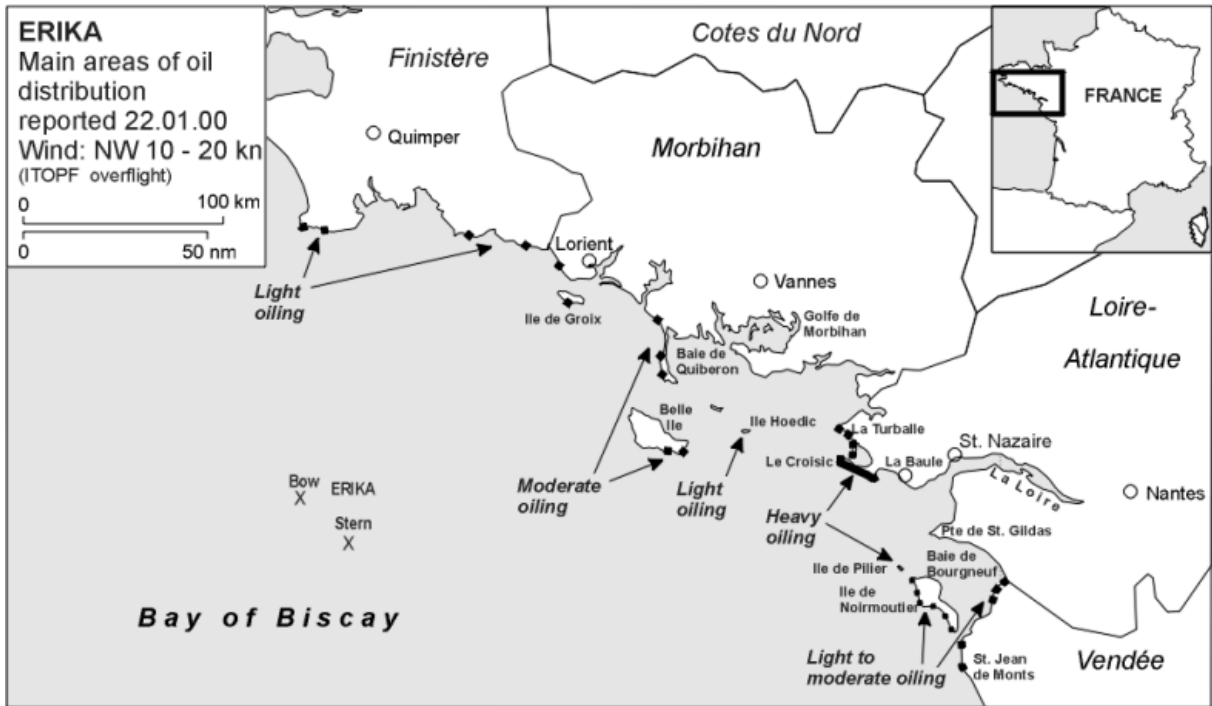 ERIKA
Main areas of oil
distribution
reported 22.01.00
Wind: NW 10 - 20 kn
(ITOPF overflight)
0 100 km
0 50 nm
Finistère
Cotes du Nord
FRANCE
Quimper
Morbihan
Lorient
Light
oiling
Ile de Groix
Vannes
Golfe de
Morbihan
Loire-
Atlantique
Baie de
Quiberon
Belle
Ile
Ile Hoedic
La Turballe
St. Nazaire
Le Croisic
La Baule
La Loire
Nantes
Bow
X
ERIKA
Stern
X
Moderate
oiling
Light
oiling
Heavy
oiling
Pte de St. Gildas
Ile de Pilier
Baie de
Bourgneuf
Ile de
Noirmoutier
Bay of Biscay
Light to
moderate oiling
St. Jean
de Monts
Vendée